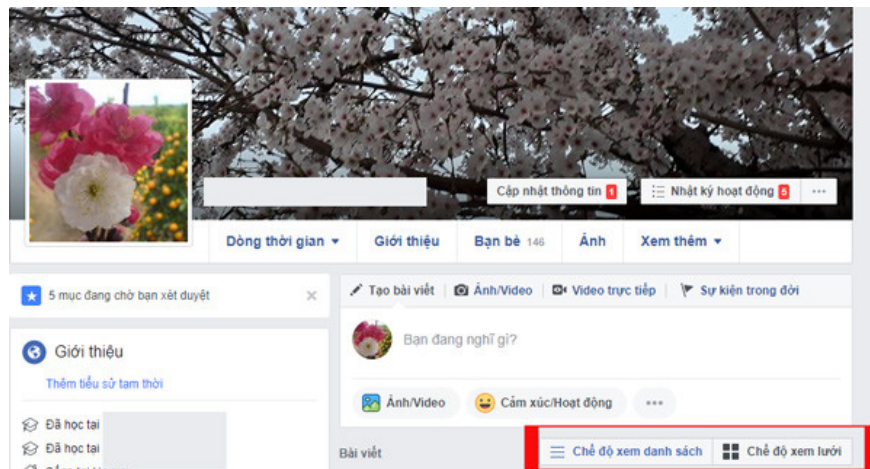 Cập nhật thông tin 1
Nhật ký hoạt động 5
Dòng thời gian
Giới thiệu
Bạn bè 146
Ảnh
Xem thêm
5 mục đang chờ bạn xét duyệt
Giới thiệu
Thêm tiểu sử tạm thời
Đã học tại
Đã học tại
Tạo bài viết
Ảnh/Video
Video trực tiếp
Sự kiện trong đời
Bạn đang nghĩ gì?
Ảnh/Video
Cảm xúc/Hoạt động
Bài viết
Chế độ xem danh sách
Chế độ xem lưới